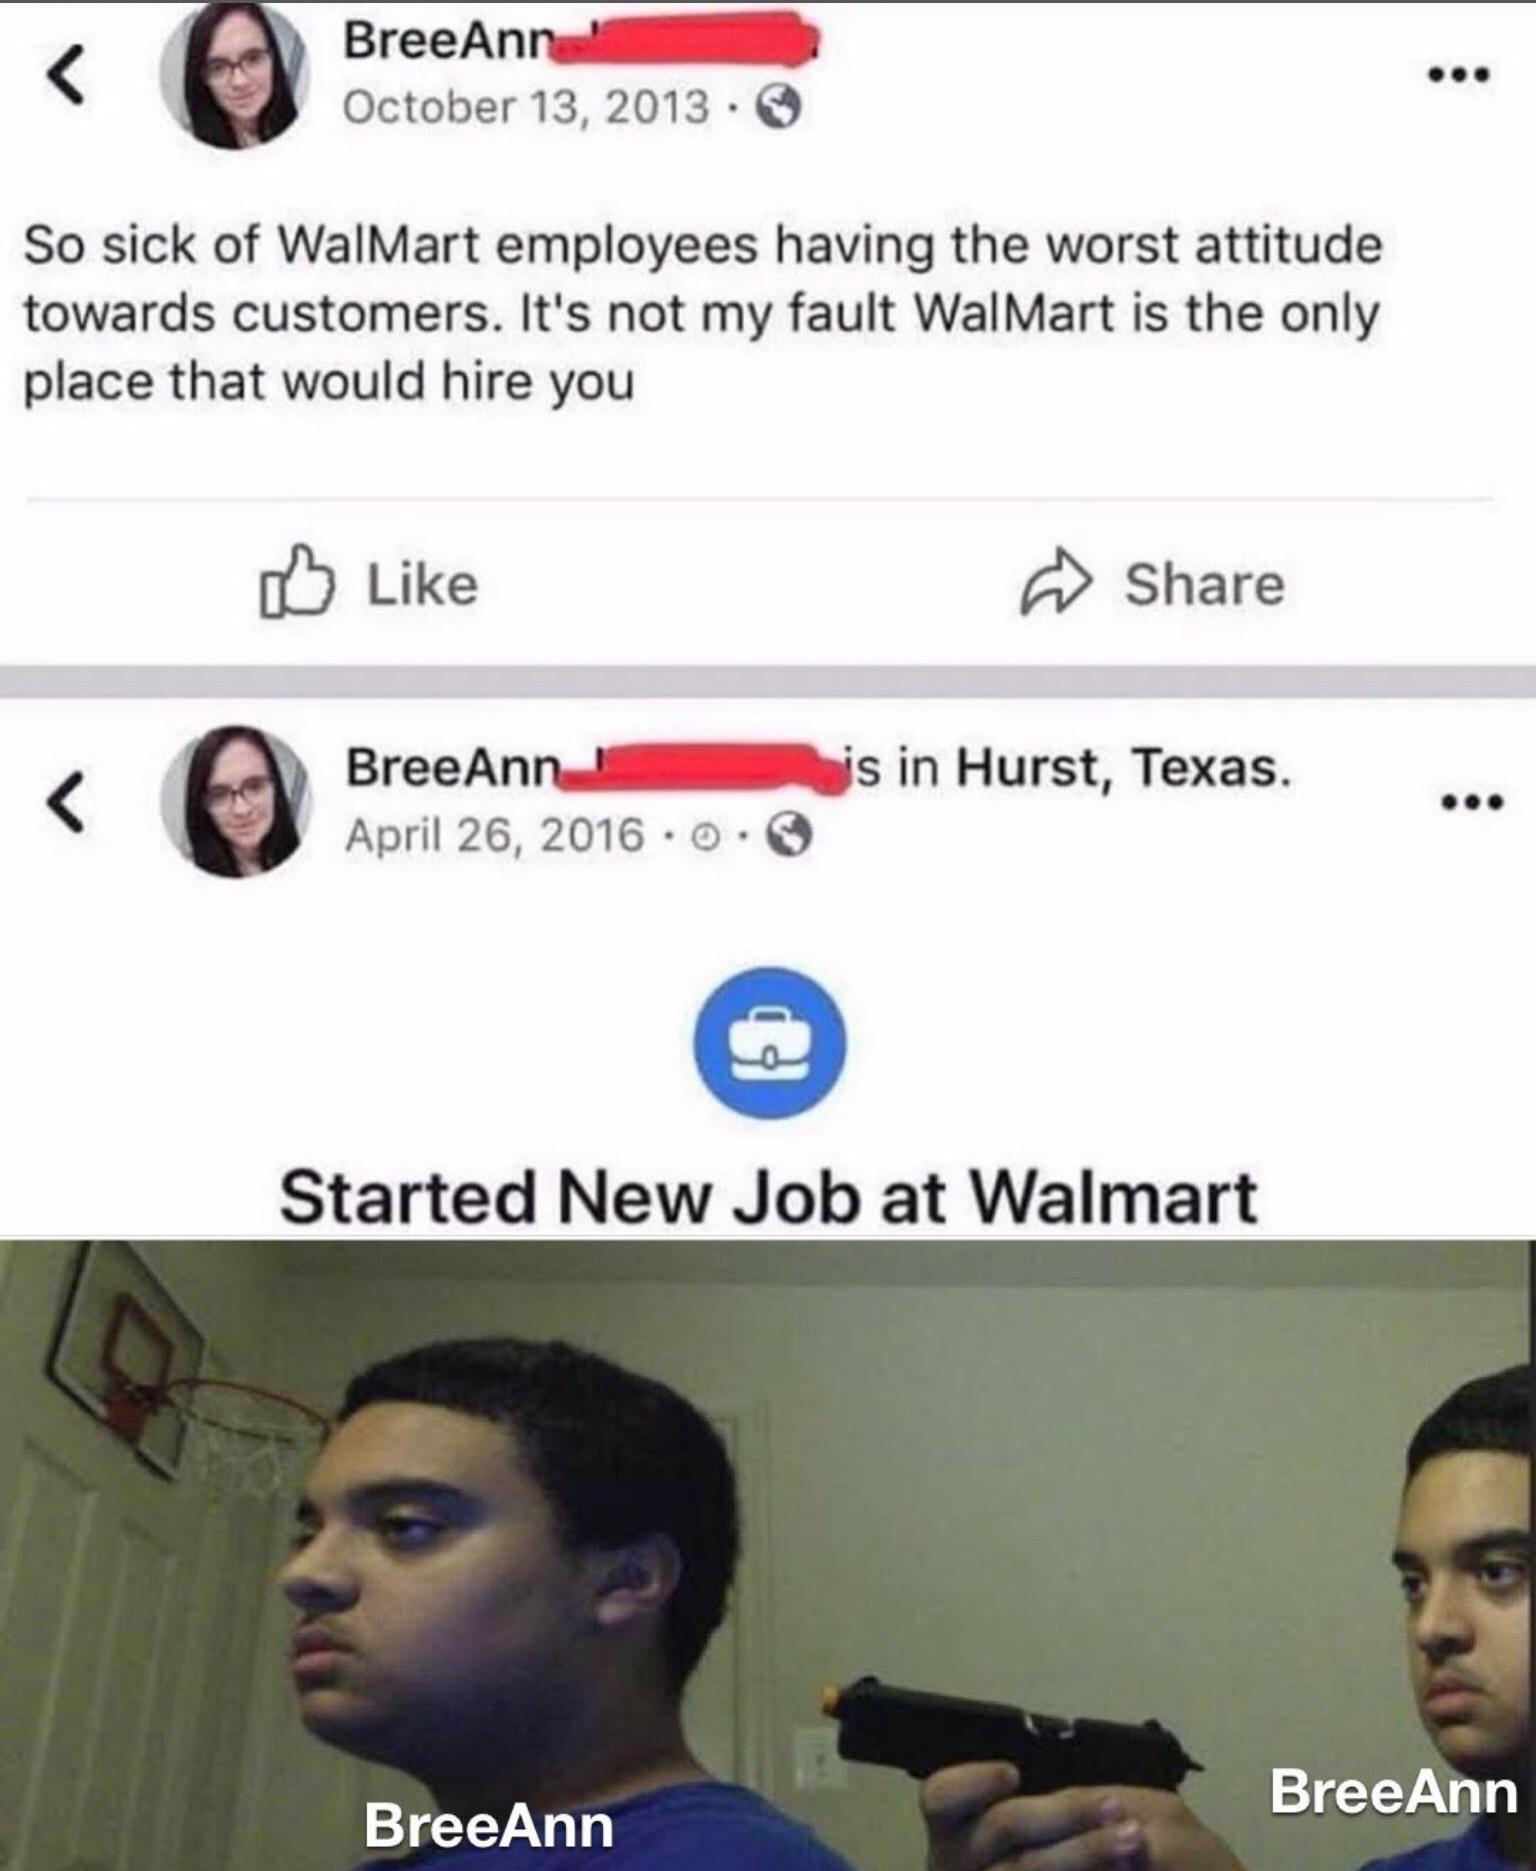 BreeAnn
October 13, 2013 ·
So sick of WalMart employees having the worst attitude
towards customers. It's not my fault WalMart is the only
place that would hire you
Like
Share
BreeAnn is in Hurst, Texas.
April 26, 2016 · ·
Started New Job at Walmart
BreeAnn
BreeAnn